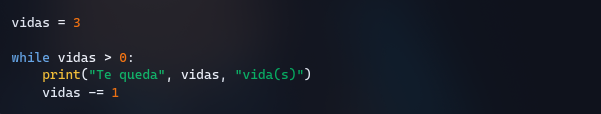 vidas = 3

while vidas > 0:
    print("Te queda", vidas, "vida(s)")
    vidas -= 1